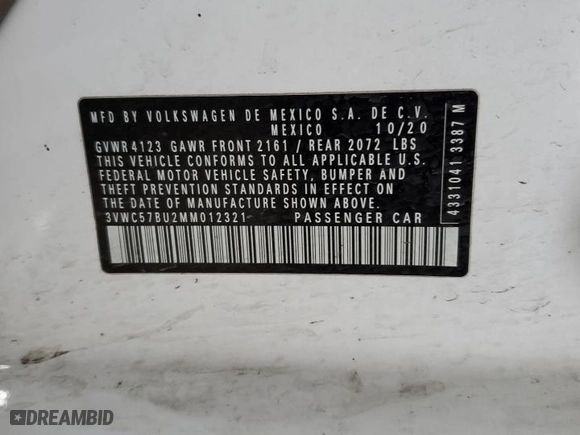 MFD BY VOLKSWAGEN DE MEXICO S.A. DE C.V.
MEXICO 10/20
GVWR 4123 GAWR FRONT 2161 / REAR 2072 LBS
THIS VEHICLE CONFORMS TO ALL APPLICABLE U.S.
FEDERAL MOTOR VEHICLE SAFETY, BUMPER AND
THEFT PREVENTION STANDARDS IN EFFECT ON THE
DATE OF MANUFACTURE SHOWN ABOVE.
3VWC57BU2MM012321 PASSENGER CAR
4331041 3387 M
DREAMBID